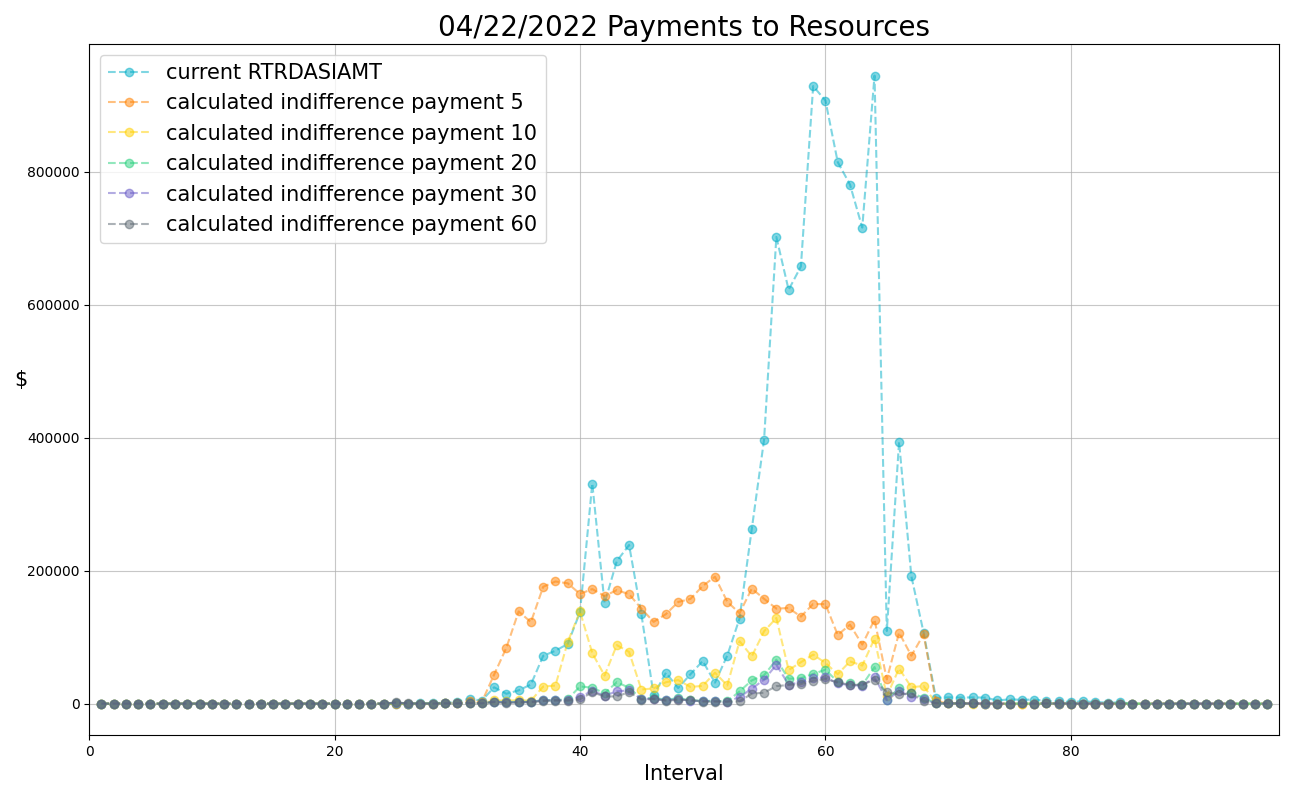 04/22/2022 Payments to Resources
current RTRDASIAMT
calculated indifference payment 5
calculated indifference payment 10
calculated indifference payment 20
calculated indifference payment 30
calculated indifference payment 60
800000
600000
$
400000
200000
0
0 20 40 60 80
Interval